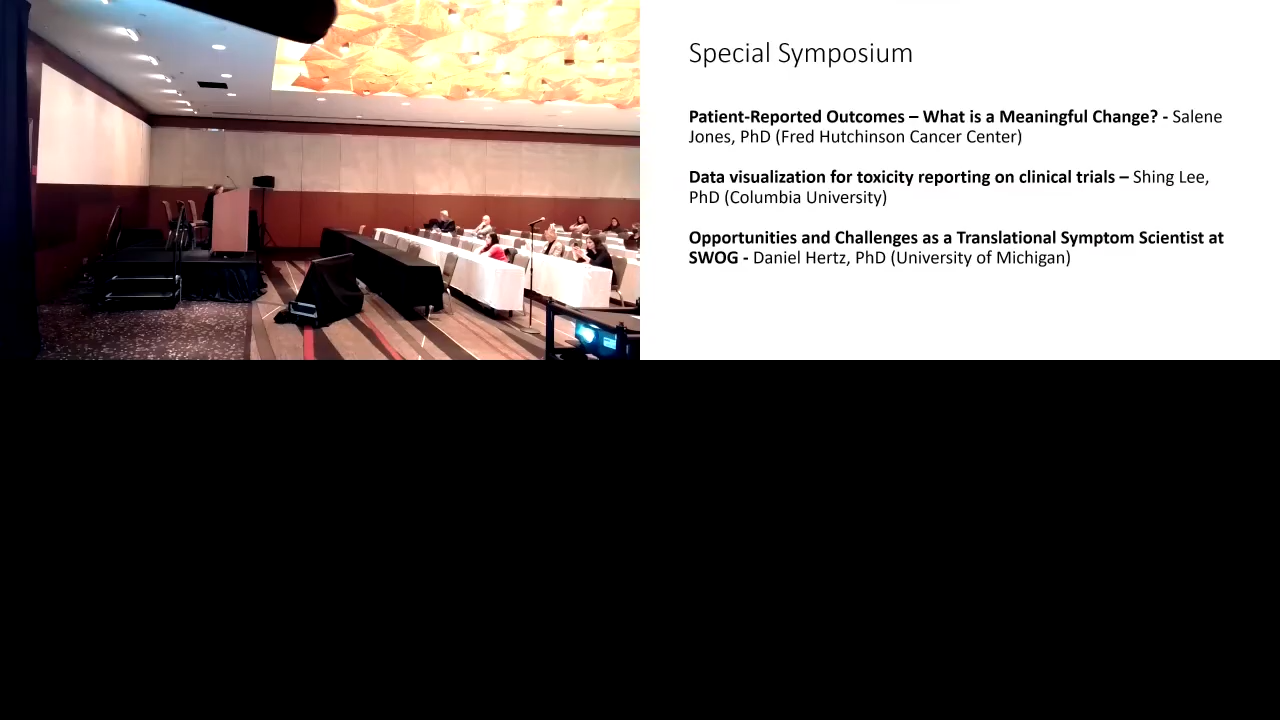 Special Symposium
Patient-Reported Outcomes – What is a Meaningful Change? - Salene
Jones, PhD (Fred Hutchinson Cancer Center)
Data visualization for toxicity reporting on clinical trials – Shing Lee,
PhD (Columbia University)
Opportunities and Challenges as a Translational Symptom Scientist at
SWOG - Daniel Hertz, PhD (University of Michigan)